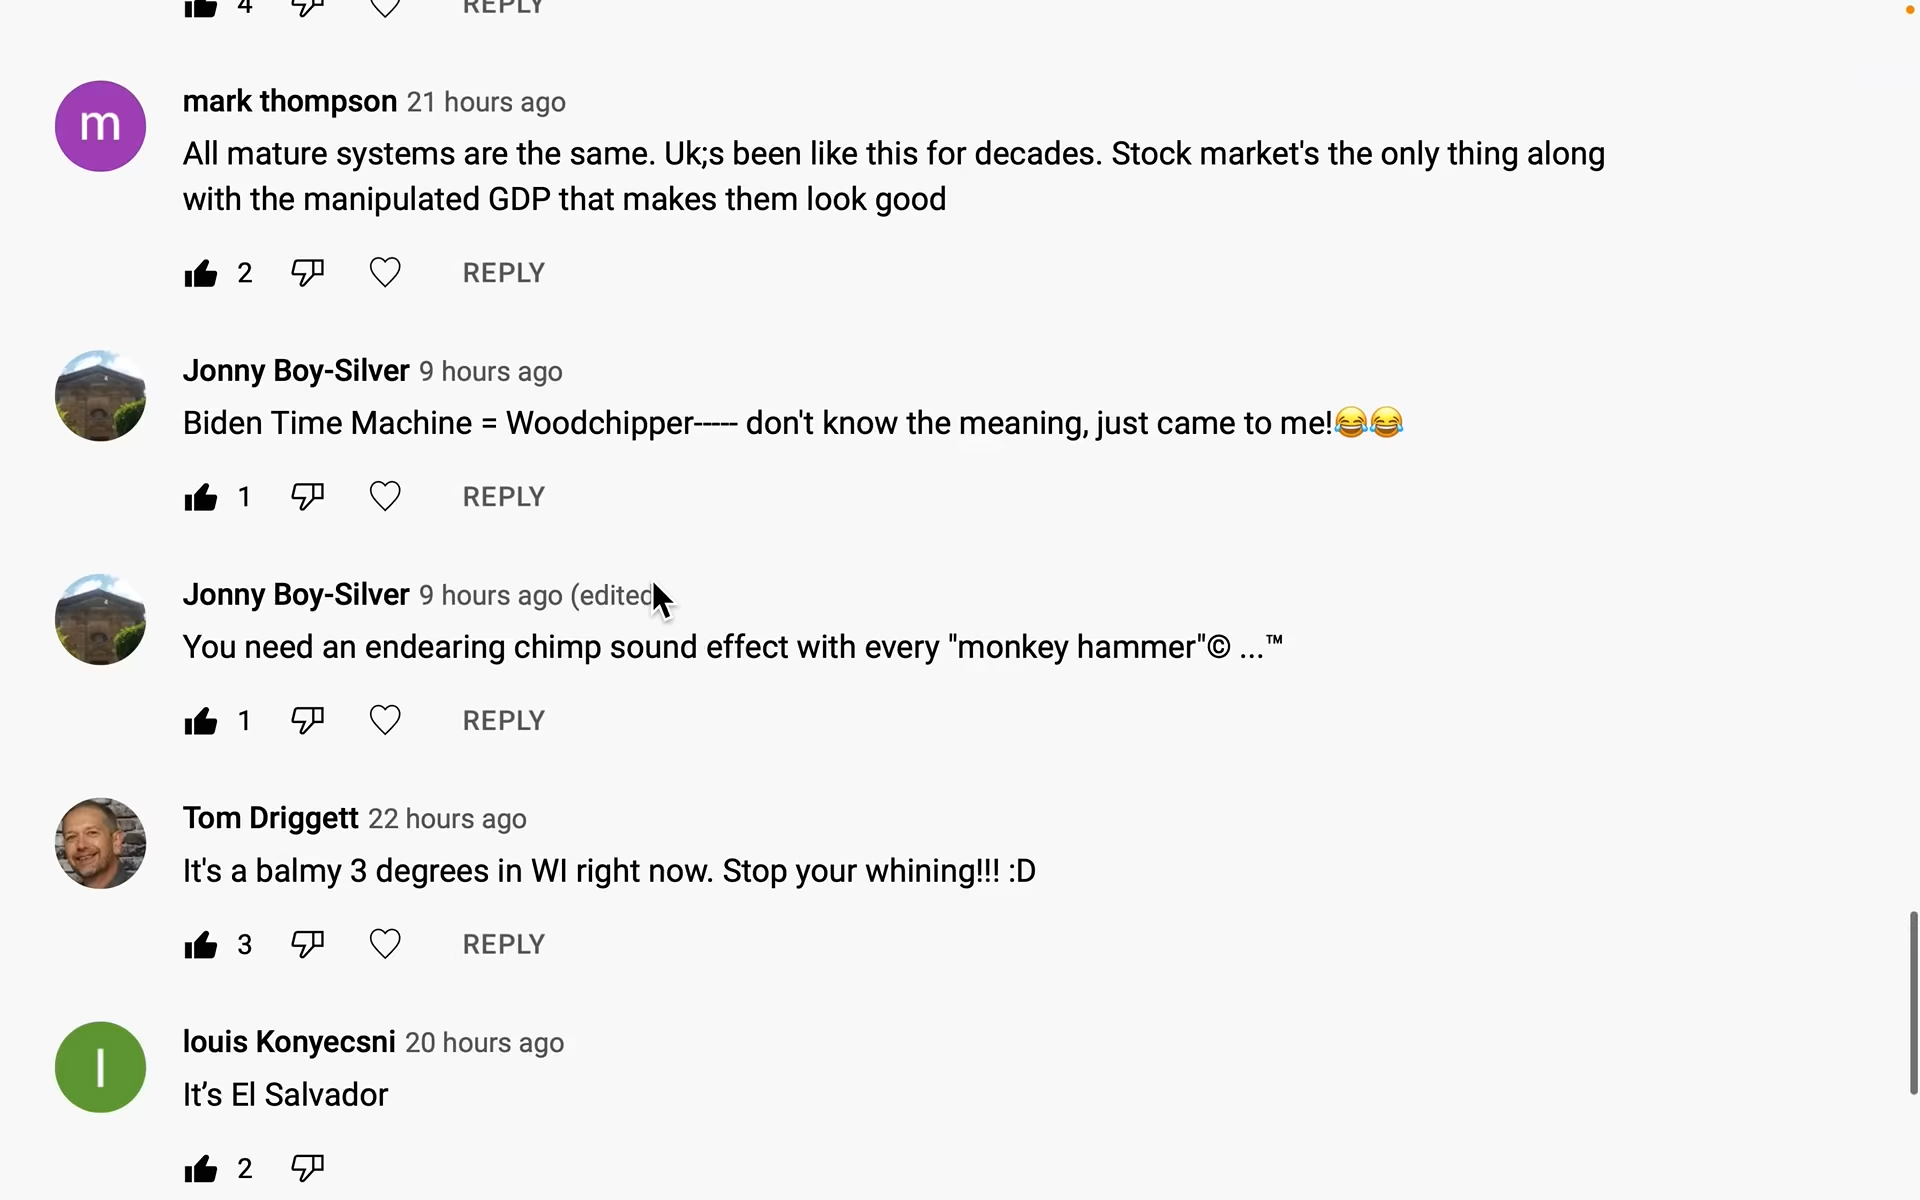 4 REPLY
m
mark thompson 21 hours ago
All mature systems are the same. Uk;s been like this for decades. Stock market's the only thing along
with the manipulated GDP that makes them look good
2 REPLY
Jonny Boy-Silver 9 hours ago
Biden Time Machine = Woodchipper----- don't know the meaning, just came to me!😂😂
1 REPLY
Jonny Boy-Silver 9 hours ago (edited
You need an endearing chimp sound effect with every "monkey hammer"© ...™
1 REPLY
Tom Driggett 22 hours ago
It's a balmy 3 degrees in WI right now. Stop your whining!!! :D
3 REPLY
l
louis Konyecsni 20 hours ago
It’s El Salvador
2